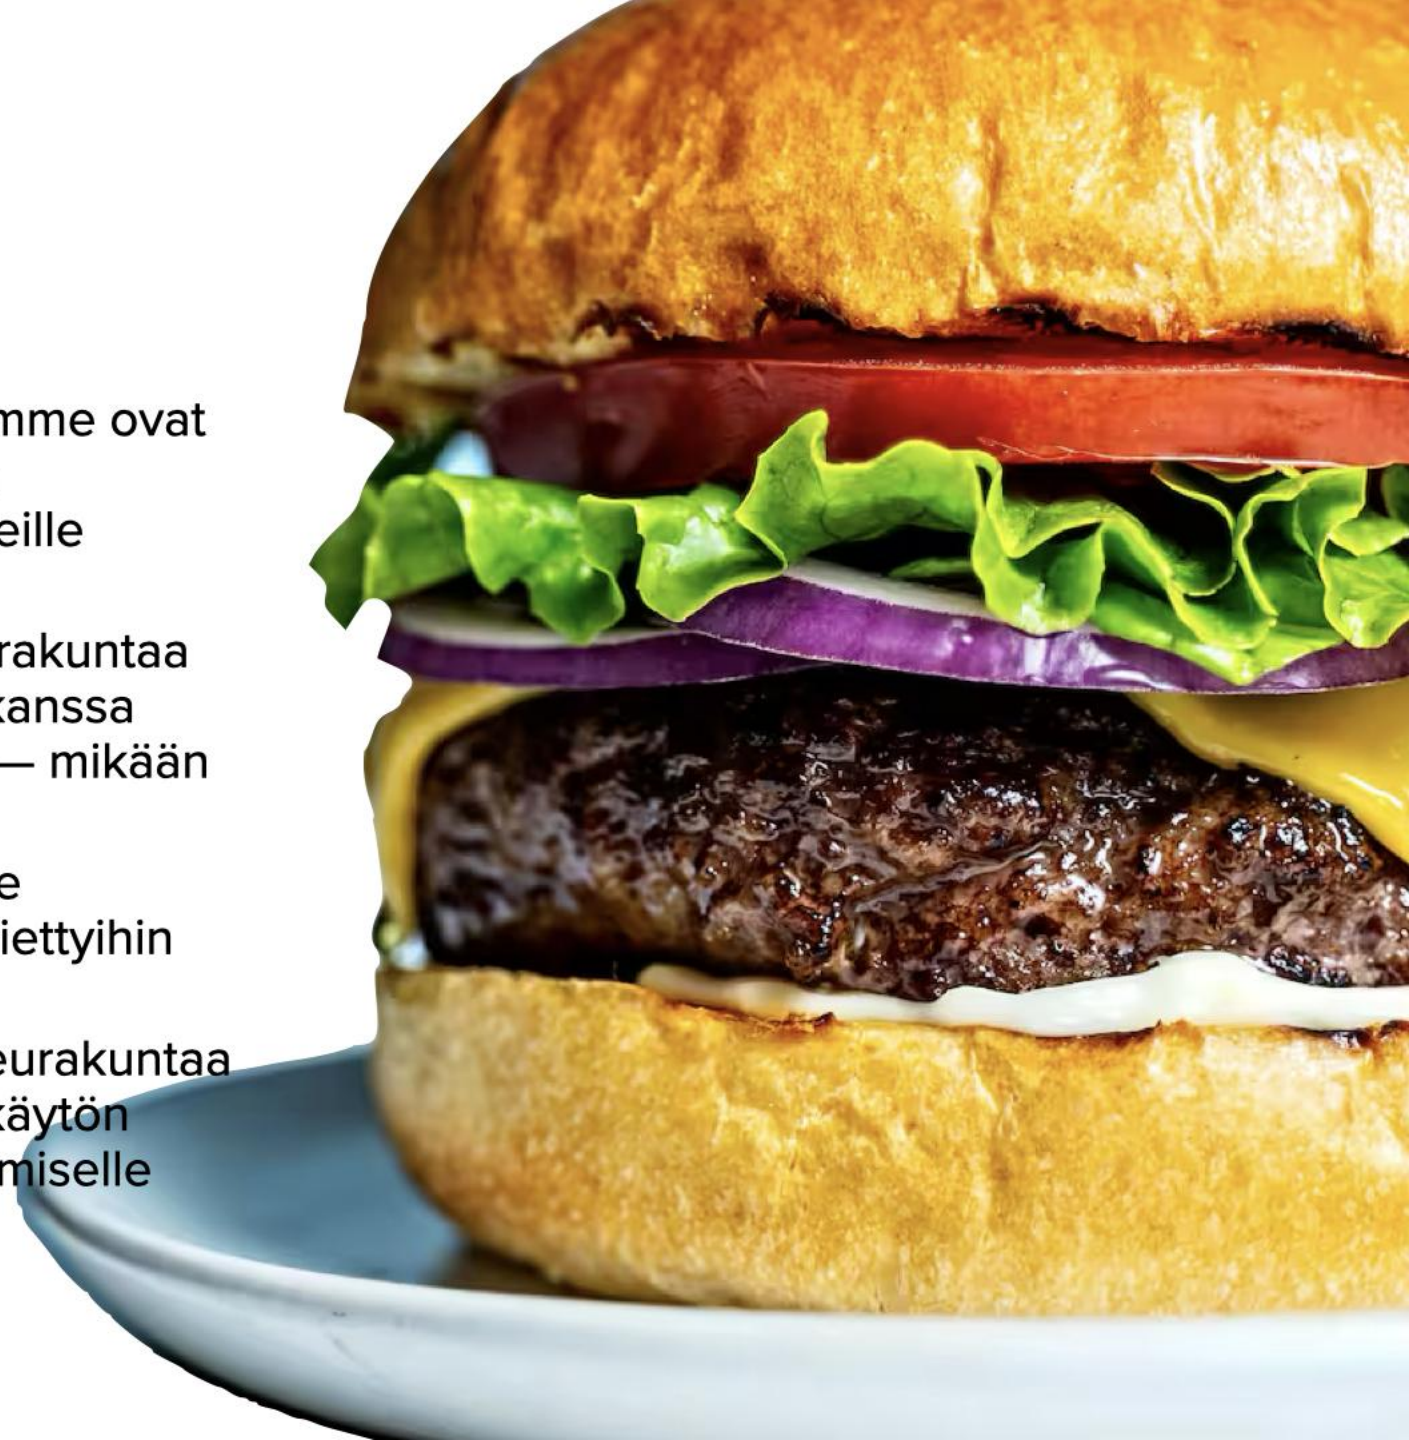 mme ovat
eille
rakuntaa
kanssa
— mikään
e
iettyihin
eurakuntaa
käytön
miselle